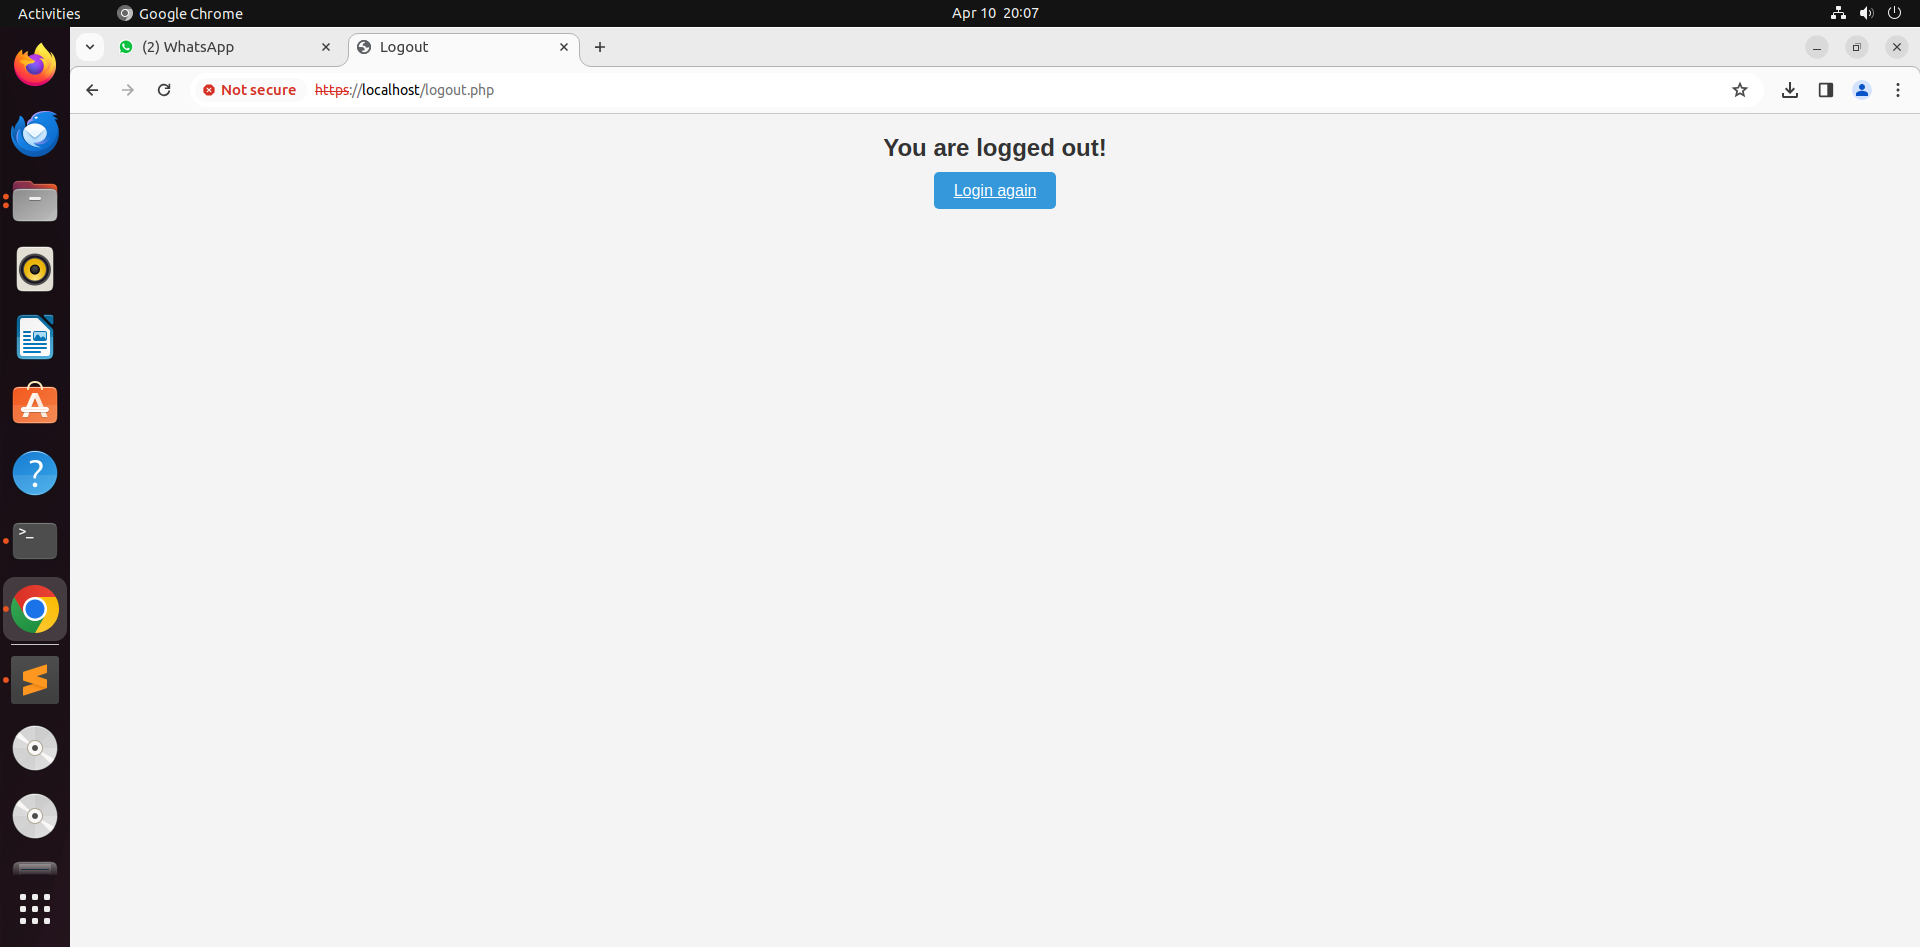 Activities
Google Chrome
Apr 10 20:07
(2) WhatsApp
Logout
Not secure
https://localhost/logout.php
You are logged out!
Login again